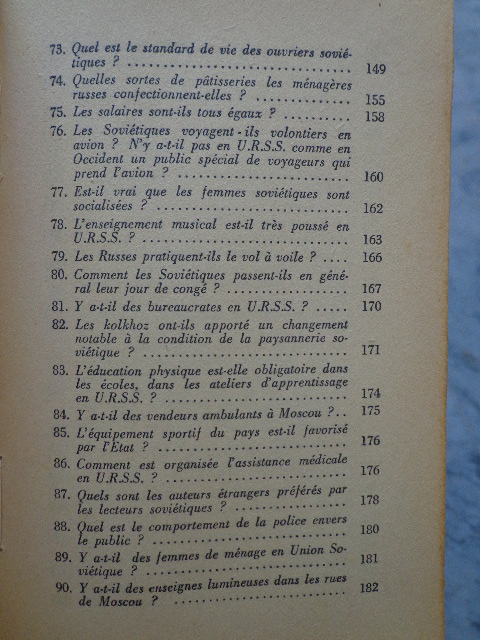 73. Quel est le standard de vie des ouvriers sovié-
tiques ? ................................ 149
74. Quelles sortes de pâtisseries les ménagères
russes confectionnent-elles ? .............. 155
75. Les salaires sont-ils tous égaux ? .......... 158
76. Les Soviétiques voyagent-ils volontiers en
avion ? N'y a-t-il pas en U.R.S.S. comme en
Occident un public spécial de voyageurs qui
prend l'avion ? ......................... 160
77. Est-il vrai que les femmes soviétiques sont
socialisées ? ............................ 162
78. L'enseignement musical est-il très poussé en
U.R.S.S. ? .............................. 163
79. Les Russes pratiquent-ils le vol à voile ? .... 166
80. Comment les Soviétiques passent-ils en géné-
ral leur jour de congé ? .................. 167
81. Y a-t-il des bureaucrates en U.R.S.S. ? ..... 170
82. Les kolkhoz ont-ils apporté un changement
notable à la condition de la paysannerie so-
viétique ? .............................. 171
83. L'éducation physique est-elle obligatoire dans
les écoles, dans les ateliers d'apprentissage
en U.R.S.S. ? ........................... 174
84. Y a-t-il des vendeurs ambulants à Moscou ? .. 175
85. L'équipement sportif du pays est-il favorisé
par l'Etat ? ............................ 176
86. Comment est organisée l'assistance médicale
en U.R.S.S. ? ........................... 176
87. Quels sont les auteurs étrangers préférés par
les lecteurs soviétiques ? ................ 178
88. Quel est le comportement de la police envers
le public ? ............................. 180
89. Y a-t-il des femmes de ménage en Union So-
viétique ? .............................. 181
90. Y a-t-il des enseignes lumineuses dans les rues
de Moscou ? ........................... 182